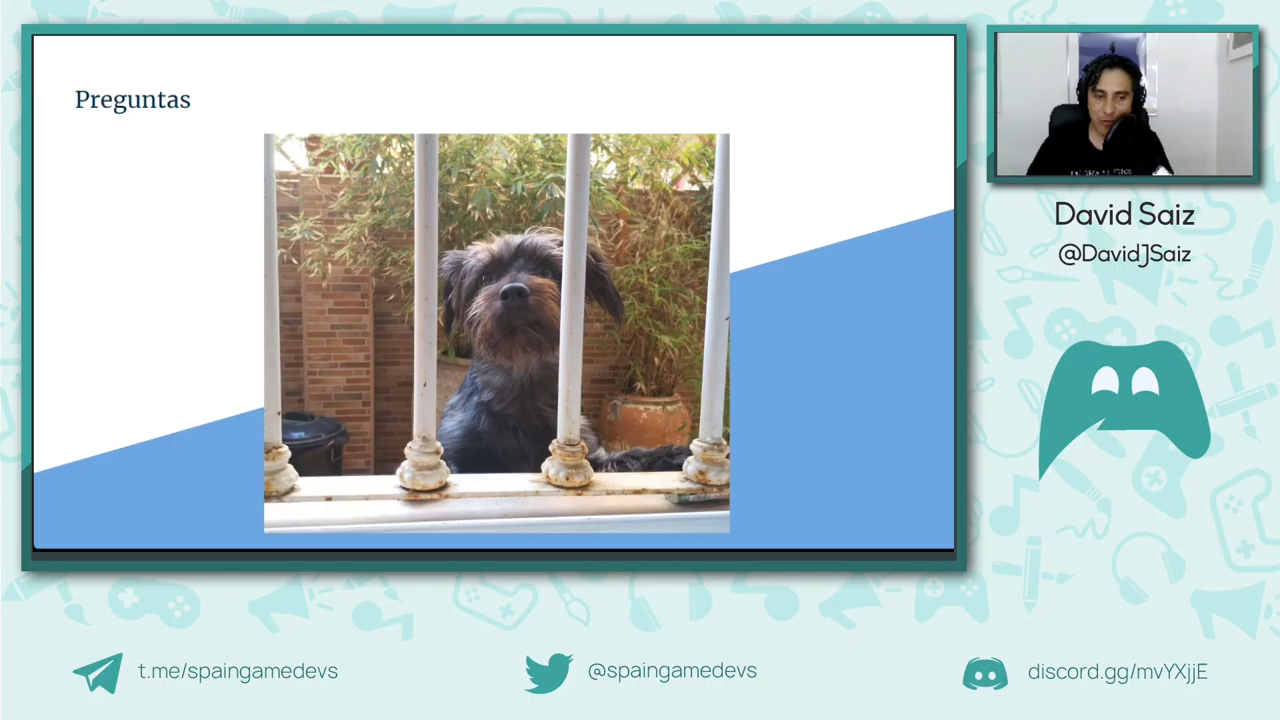 Preguntas
David Saiz
@DavidJSaiz
t.me/spaingamedevs
@spaingamedevs
discord.gg/mvYXjjE